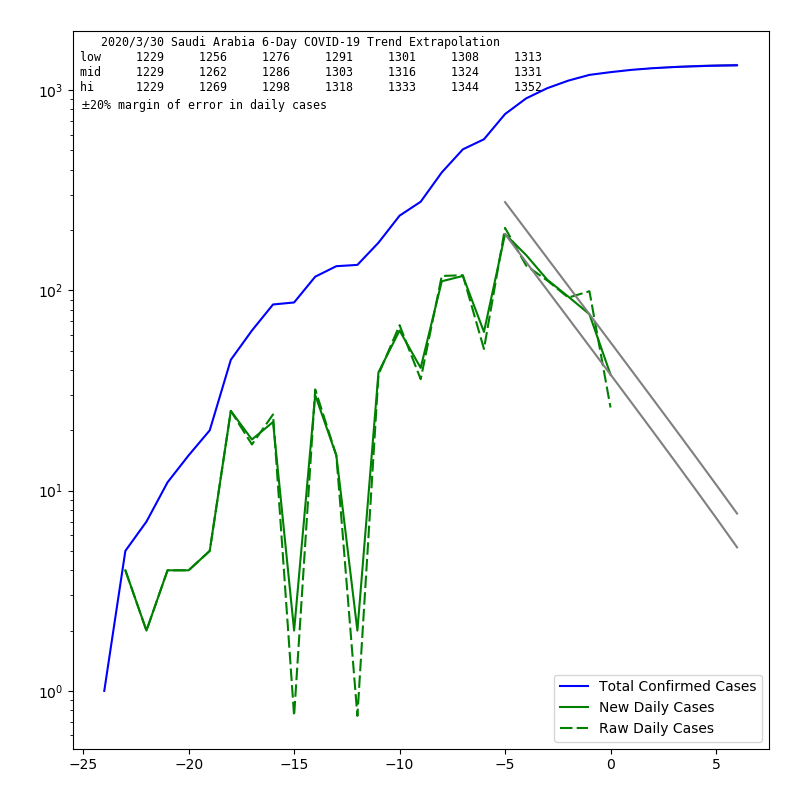 2020/3/30 Saudi Arabia 6-Day COVID-19 Trend Extrapolation
low 1229 1256 1276 1291 1301 1308 1313
mid 1229 1262 1286 1303 1316 1324 1331
hi 1229 1269 1298 1318 1333 1344 1352
±20% margin of error in daily cases
10³
10²
10¹
10⁰
−25 −20 −15 −10 −5 0 5
Total Confirmed Cases
New Daily Cases
Raw Daily Cases